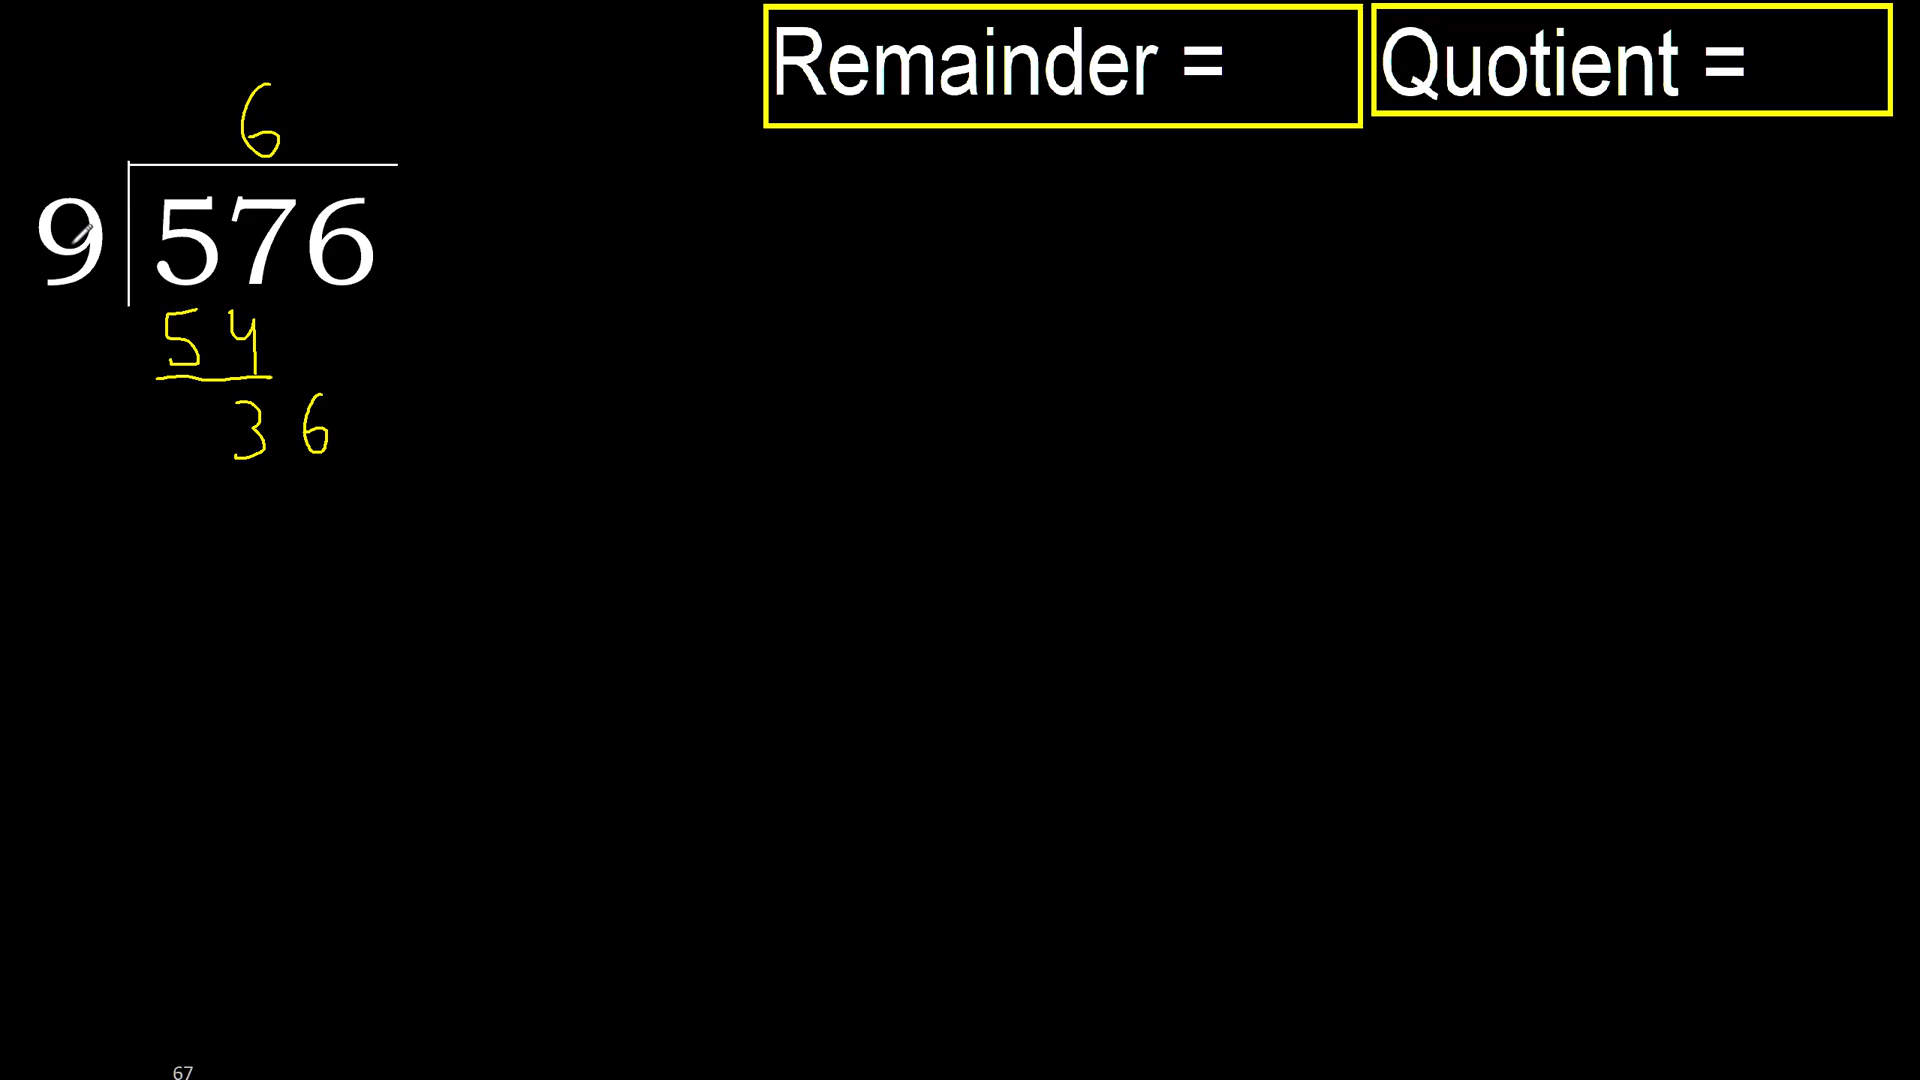 Remainder =
Quotient =
6
9 576
54
36
67